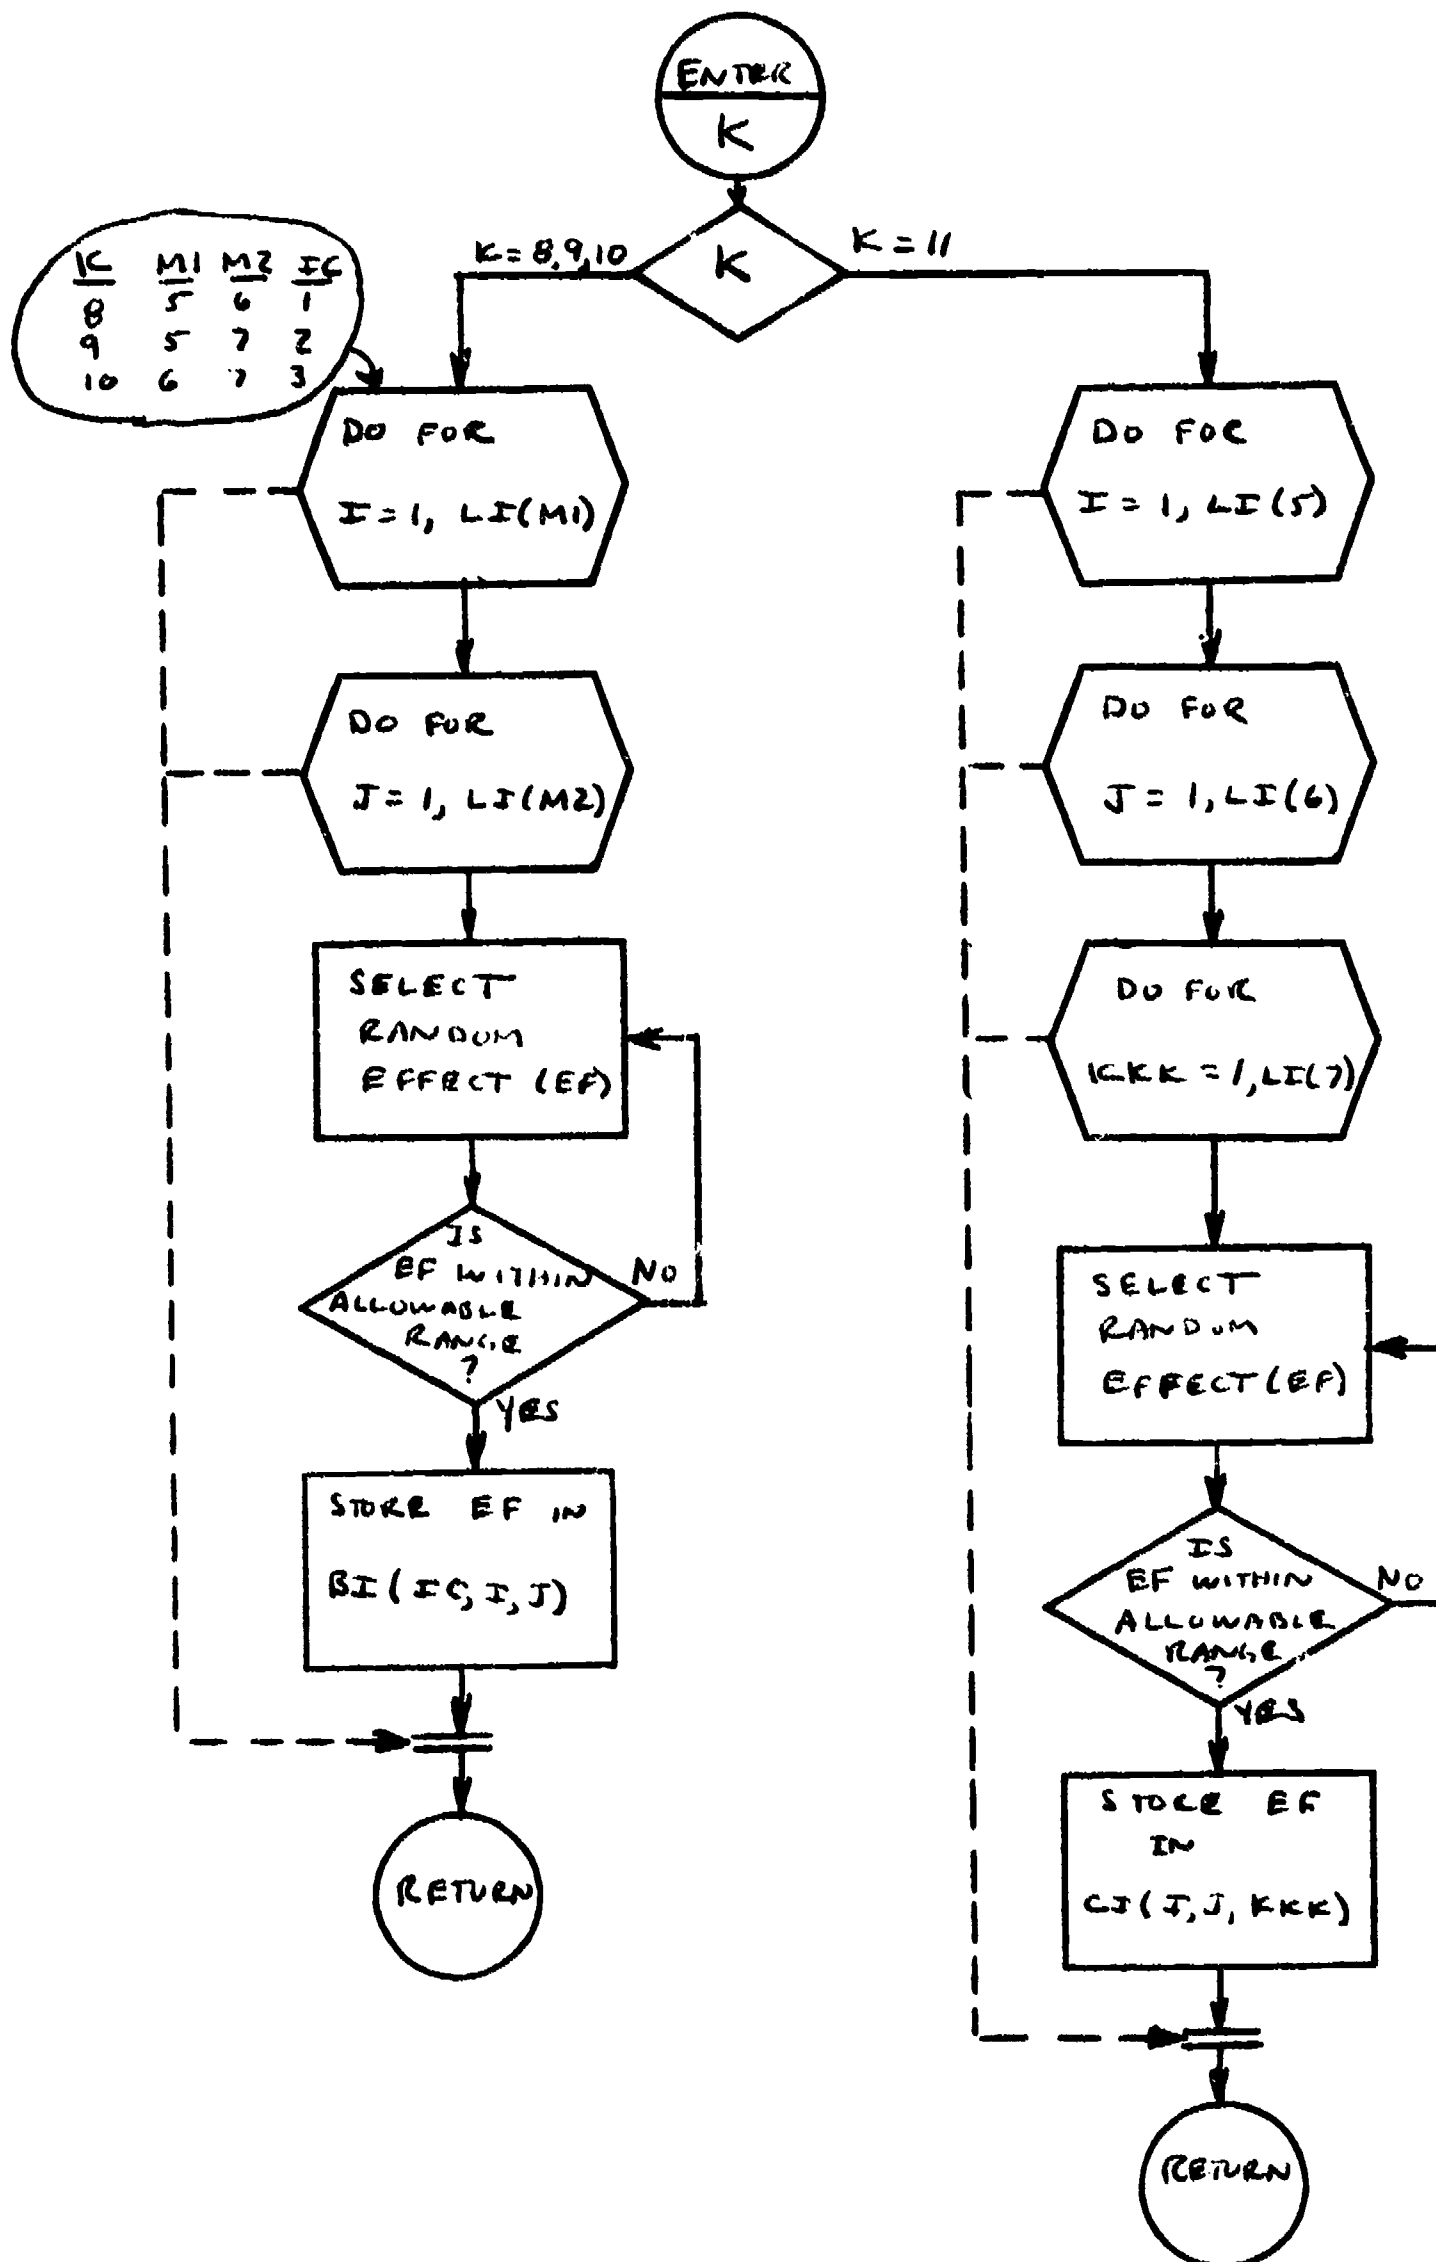 ENTER
K
K
K = 8,9,10
K = 11
K M1 M2 IC
8 5 6 1
9 5 7 2
10 6 7 3
DO FOR
I = 1, LI(M1)
DO FOR
J = 1, LI(M2)
SELECT
RANDOM
EFFECT (EF)
IS
EF WITHIN
ALLOWABLE
RANGE
?
NO
YES
STORE EF IN
BI(IC, I, J)
RETURN
DO FOR
I = 1, LI(5)
DO FOR
J = 1, LI(6)
DO FOR
KKK = 1, LI(7)
SELECT
RANDOM
EFFECT (EF)
IS
EF WITHIN
ALLOWABLE
RANGE
?
NO
YES
STORE EF
IN
CI(I, J, KKK)
RETURN